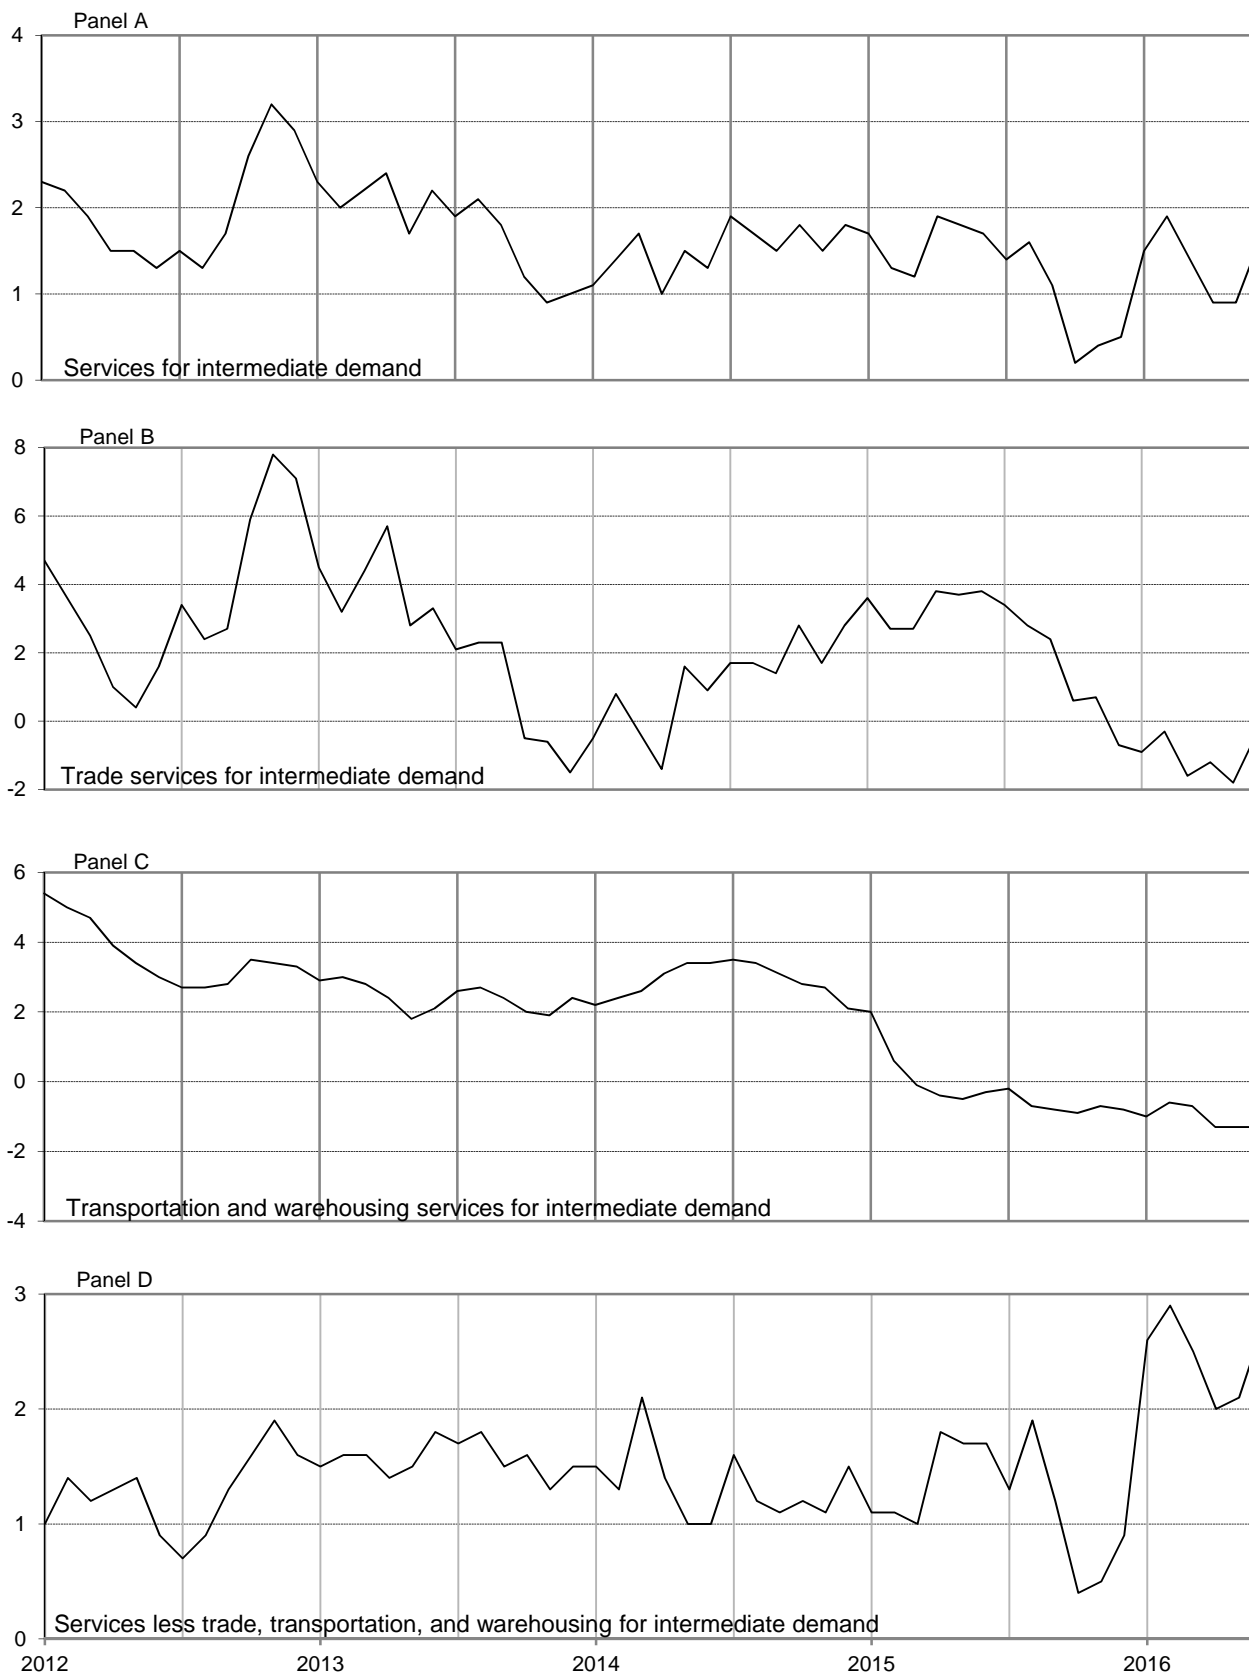 Panel A
4
3
2
1
0
Services for intermediate demand
Panel B
8
6
4
2
0
-2
Trade services for intermediate demand
Panel C
6
4
2
0
-2
-4
Transportation and warehousing services for intermediate demand
Panel D
3
2
1
0
Services less trade, transportation, and warehousing for intermediate demand
2012 2013 2014 2015 2016